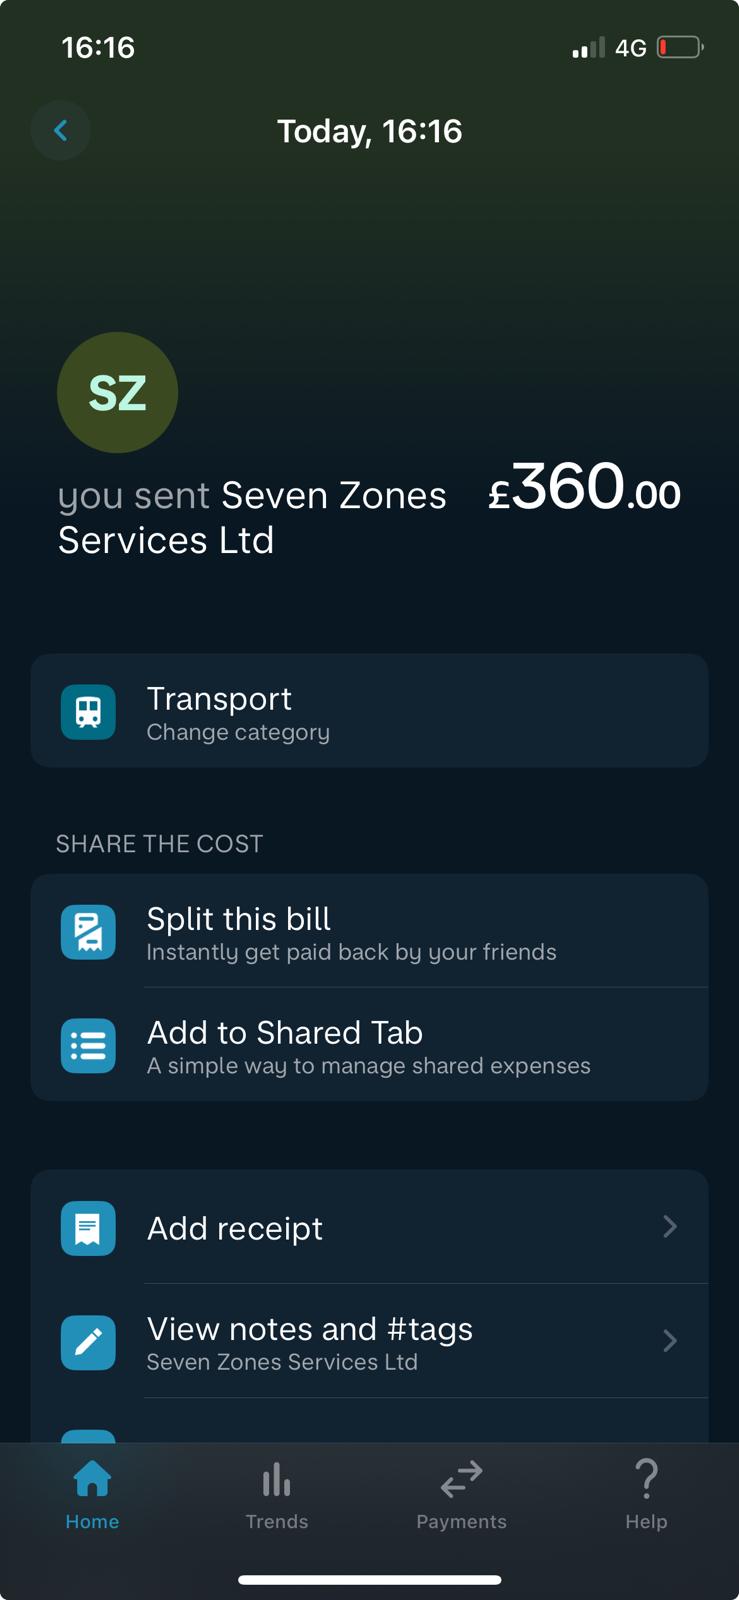 16:16
4G
Today, 16:16
SZ
you sent Seven Zones
Services Ltd
£360.00
Transport
Change category
SHARE THE COST
Split this bill
Instantly get paid back by your friends
Add to Shared Tab
A simple way to manage shared expenses
Add receipt
View notes and #tags
Seven Zones Services Ltd
Home
Trends
Payments
Help